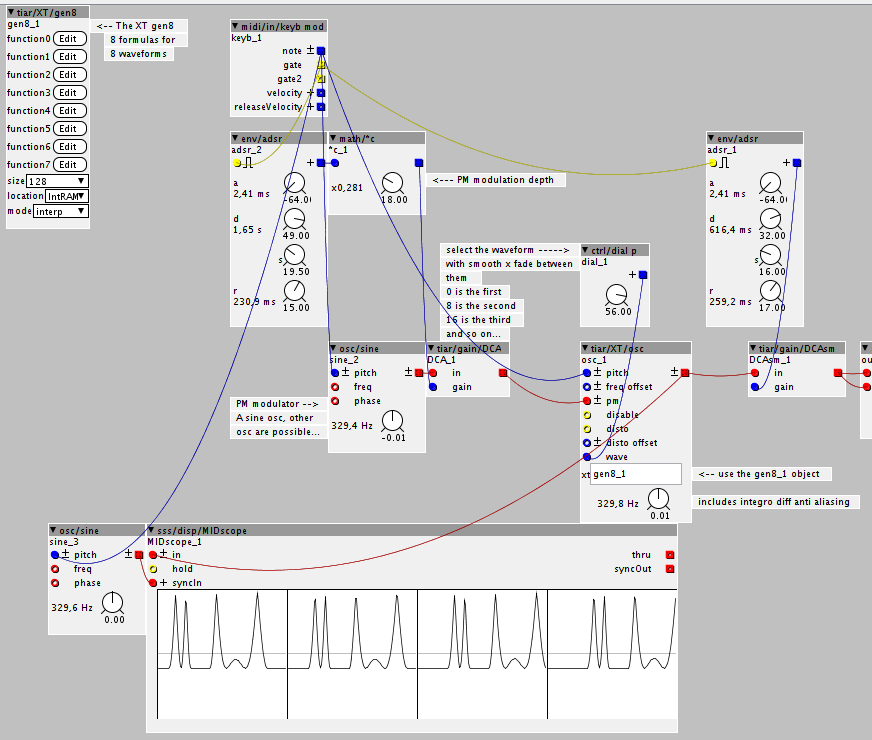 tiar/XT/gen8
gen8_1
function0 Edit
function1 Edit
function2 Edit
function3 Edit
function4 Edit
function5 Edit
function6 Edit
function7 Edit
size 128
location IntRAM
mode interp
<-- The XT gen8
8 formulas for
8 waveforms
midi/in/keyb mod
keyb_1
note
gate
gate2
velocity
releaseVelocity
env/adsr
adsr_2
a
2,41 ms
-64.0
d
1,65 s
49.00
s
19.50
r
230,9 ms
15.00
math/*c
*c_1
x0,281
18.00
<--- PM modulation depth
env/adsr
adsr_1
a
2,41 ms
-64.0
d
616,4 ms
32.00
s
16.00
r
259,2 ms
17.00
select the waveform ----->
with smooth x fade between
them
0 is the first
8 is the second
16 is the third
and so on...
ctrl/dial p
dial_1
56.00
osc/sine
sine_2
pitch
freq
phase
329,4 Hz
-0.01
PM modulator -->
A sine osc, other
osc are possible...
tiar/gain/DCA
DCA_1
in
gain
tiar/XT/osc
osc_1
pitch
freq offset
pm
disable
disto
disto offset
wave
xt gen8_1
329,8 Hz
0.01
<-- use the gen8_1 object
includes integro diff anti aliasing
tiar/gain/DCAsm
DCAsm_1
in
gain
ou
osc/sine
sine_3
pitch
freq
phase
329,6 Hz
0.00
sss/disp/MIDscope
MIDscope_1
in
hold
syncIn
thru
syncOut